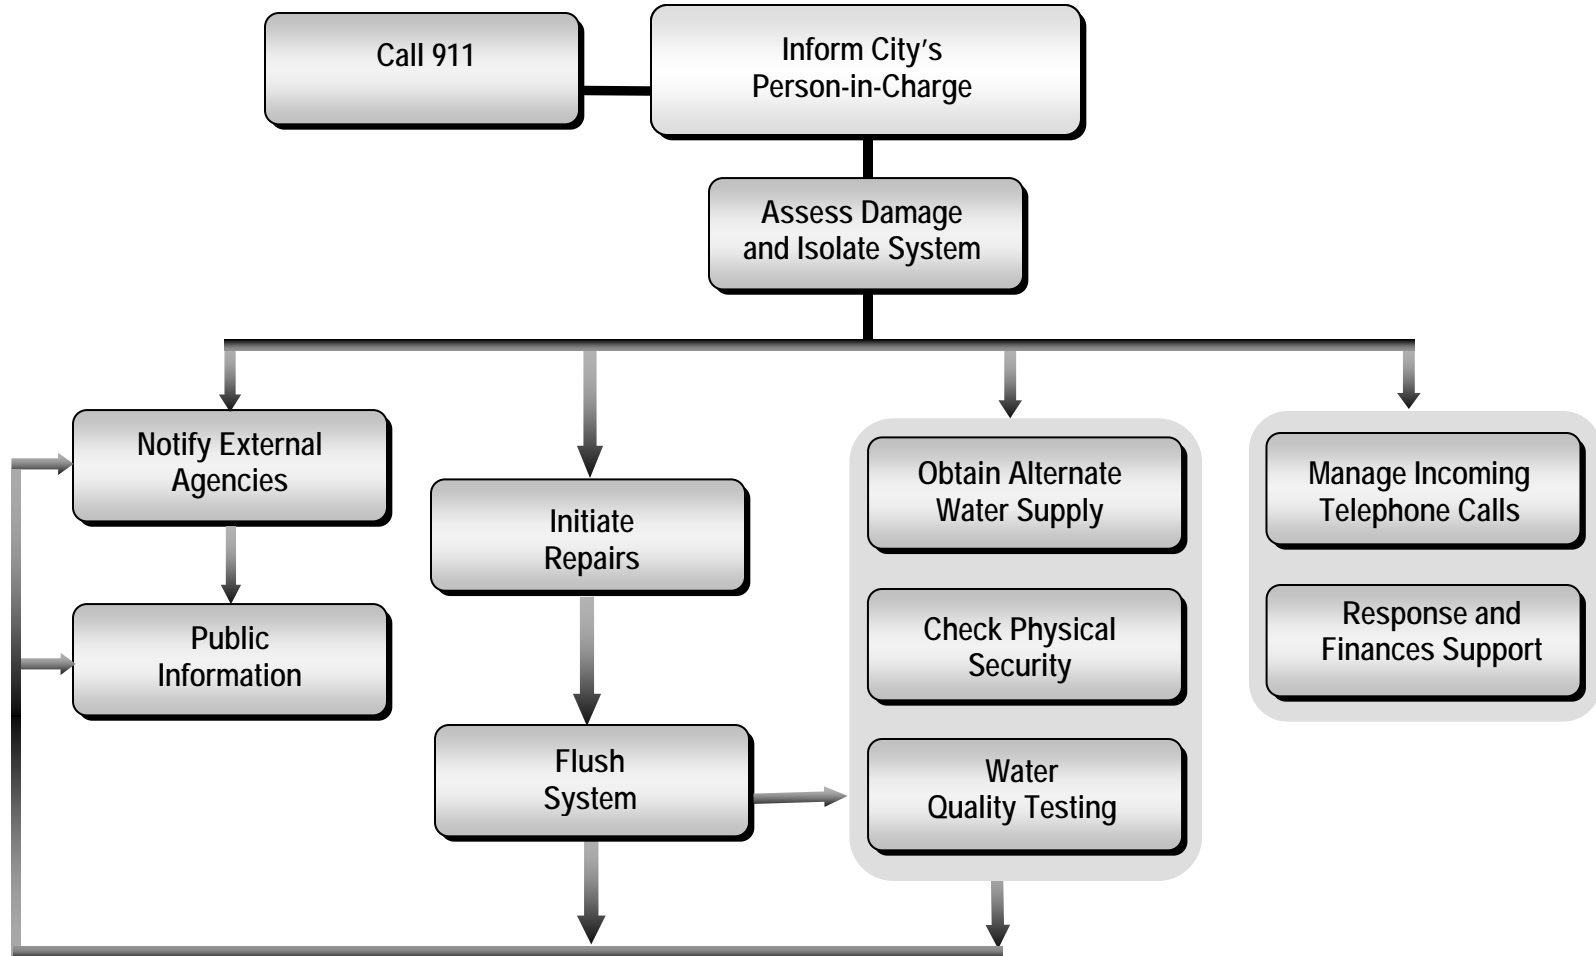 Call 911
Inform City’s
Person-in-Charge
Assess Damage
and Isolate System
Notify External
Agencies
Public
Information
Initiate
Repairs
Flush
System
Obtain Alternate
Water Supply
Check Physical
Security
Water
Quality Testing
Manage Incoming
Telephone Calls
Response and
Finances Support